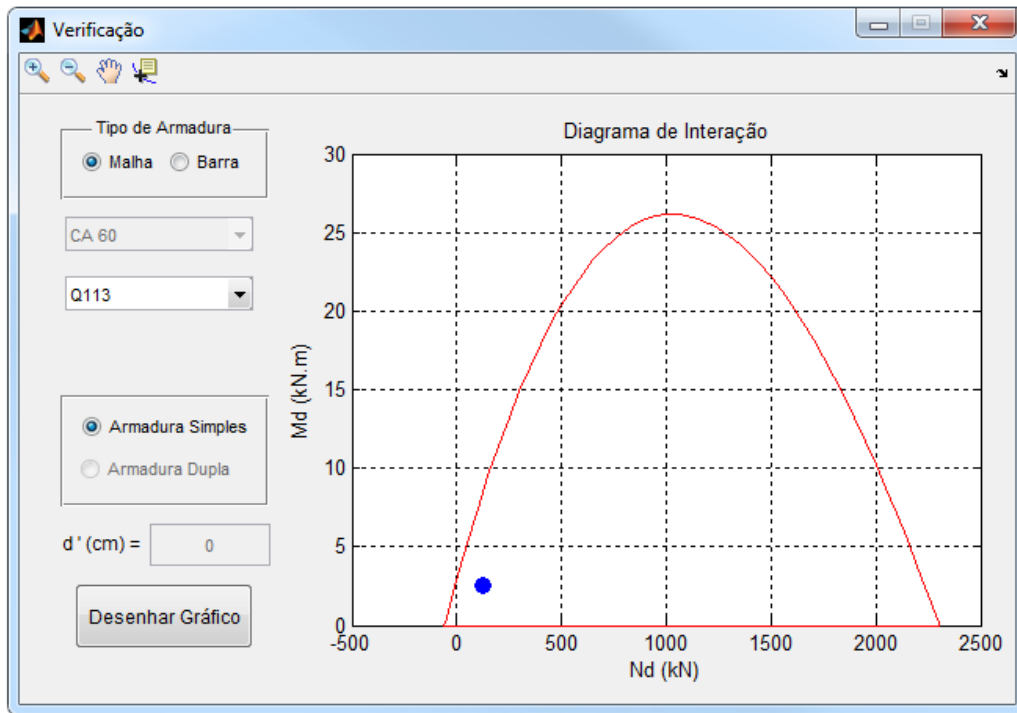 Verificação
Tipo de Armadura
Malha Barra
CA 60
Q113
Armadura Simples
Armadura Dupla
d ' (cm) = 0
Desenhar Gráfico
Diagrama de Interação
Md (kN.m)
30
25
20
15
10
5
0
-500 0 500 1000 1500 2000 2500
Nd (kN)